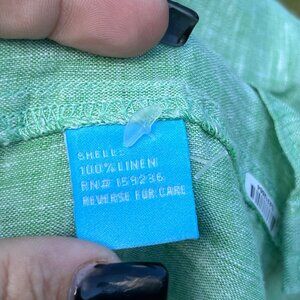 SHELL:
100% LINEN
RN# 159236
REVERSE FOR CARE